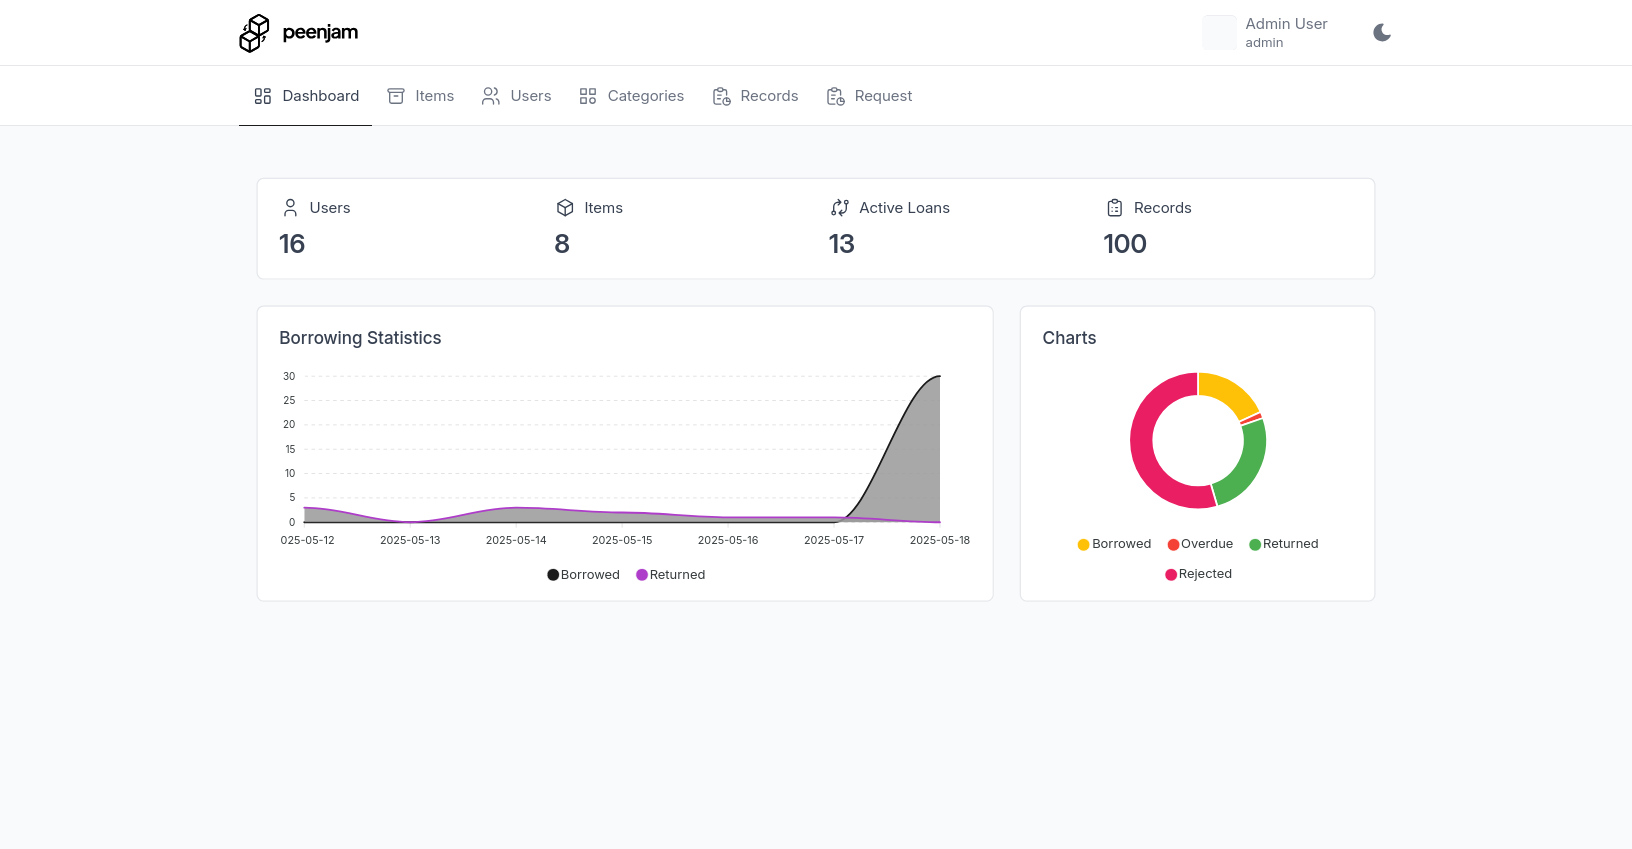 peenjam
Admin User
admin
Dashboard Items Users Categories Records Request
Users Items Active Loans Records
16 8 13 100
Borrowing Statistics
30
25
20
15
10
5
0
025-05-12 2025-05-13 2025-05-14 2025-05-15 2025-05-16 2025-05-17 2025-05-18
Borrowed Returned
Charts
Borrowed Overdue Returned
Rejected